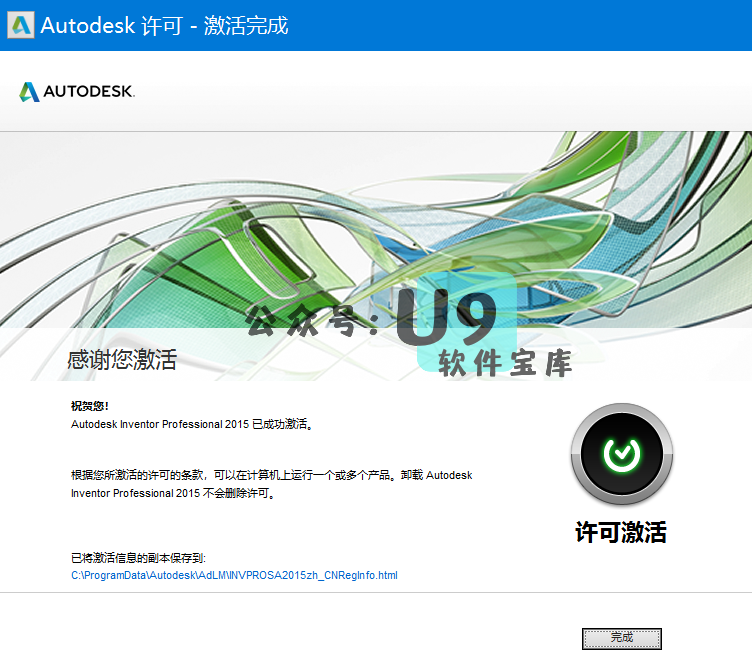 Autodesk 许可 - 激活完成
AUTODESK.
公众号：U9
软件宝库
感谢您激活
祝贺您!
Autodesk Inventor Professional 2015 已成功激活。
根据您所激活的许可的条款，可以在计算机上运行一个或多个产品。卸载 Autodesk
Inventor Professional 2015 不会删除许可。
许可激活
已将激活信息的副本保存到:
C:\ProgramData\Autodesk\AdLM\INVPROSA2015zh_CNRegInfo.html
完成